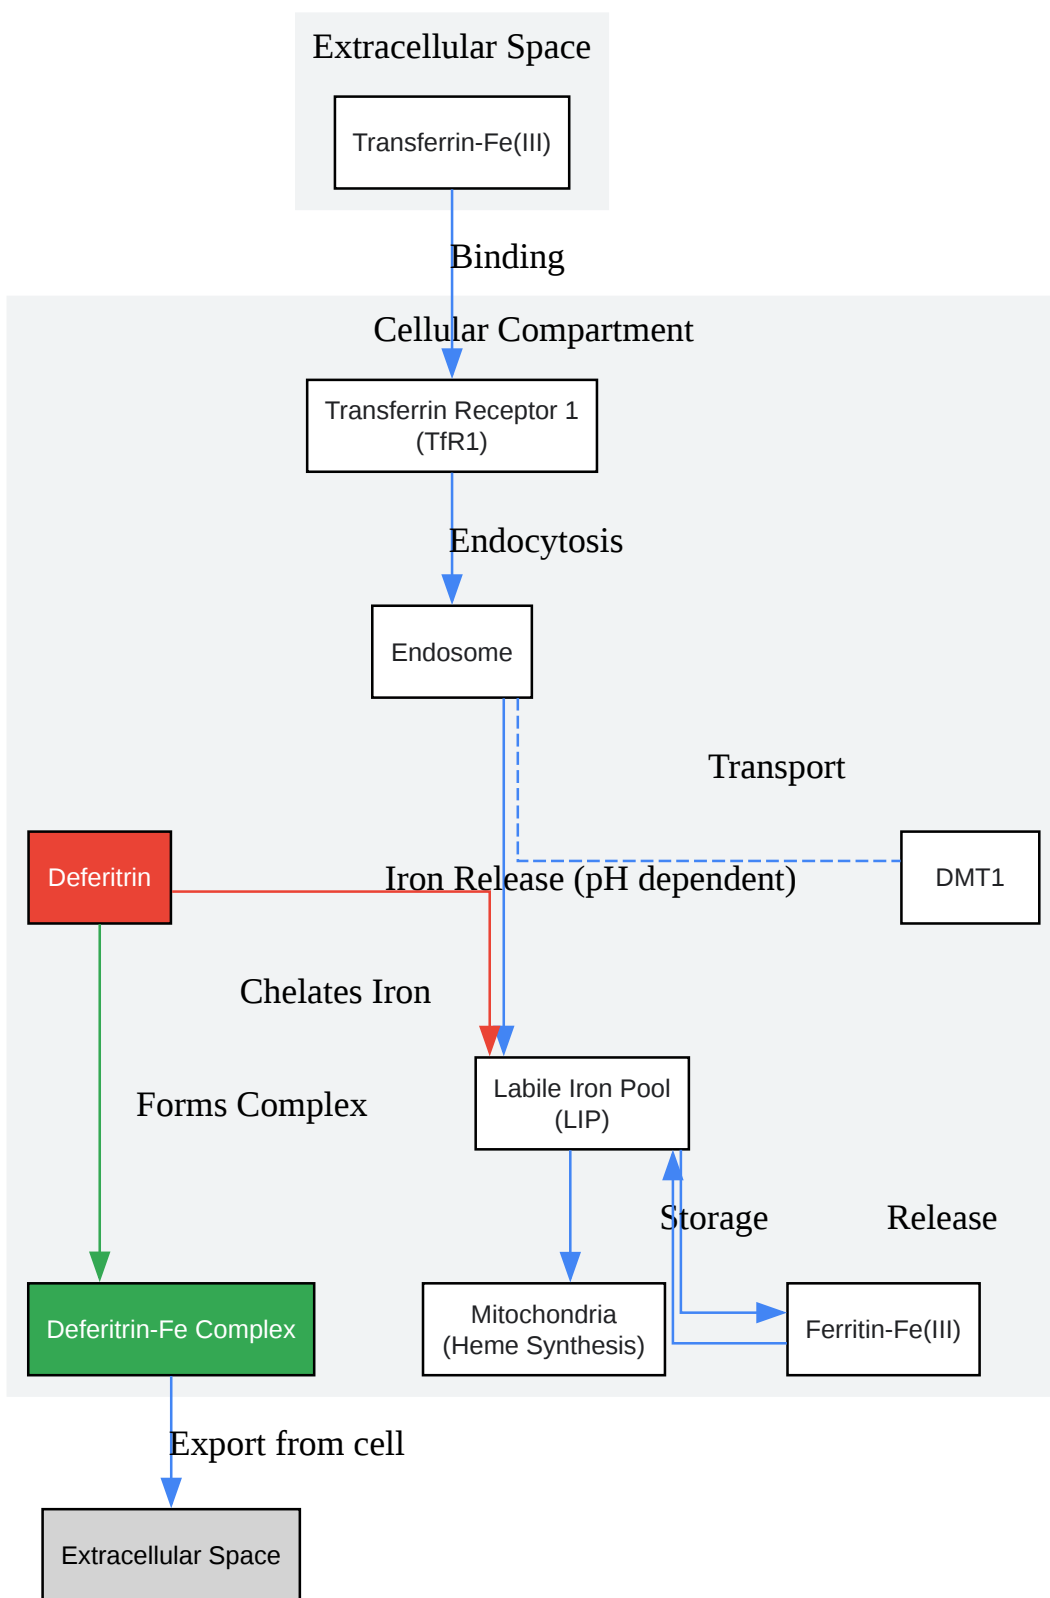 Extracellular Space
Transferrin-Fe(III)
Binding
Cellular Compartment
Transferrin Receptor 1
(TfR1)
Endocytosis
Endosome
Transport
Deferitrin
Iron Release (pH dependent)
DMT1
Chelates Iron
Labile Iron Pool
(LIP)
Forms Complex
Storage
Release
Deferitrin-Fe Complex
Mitochondria
(Heme Synthesis)
Ferritin-Fe(III)
Export from cell
Extracellular Space